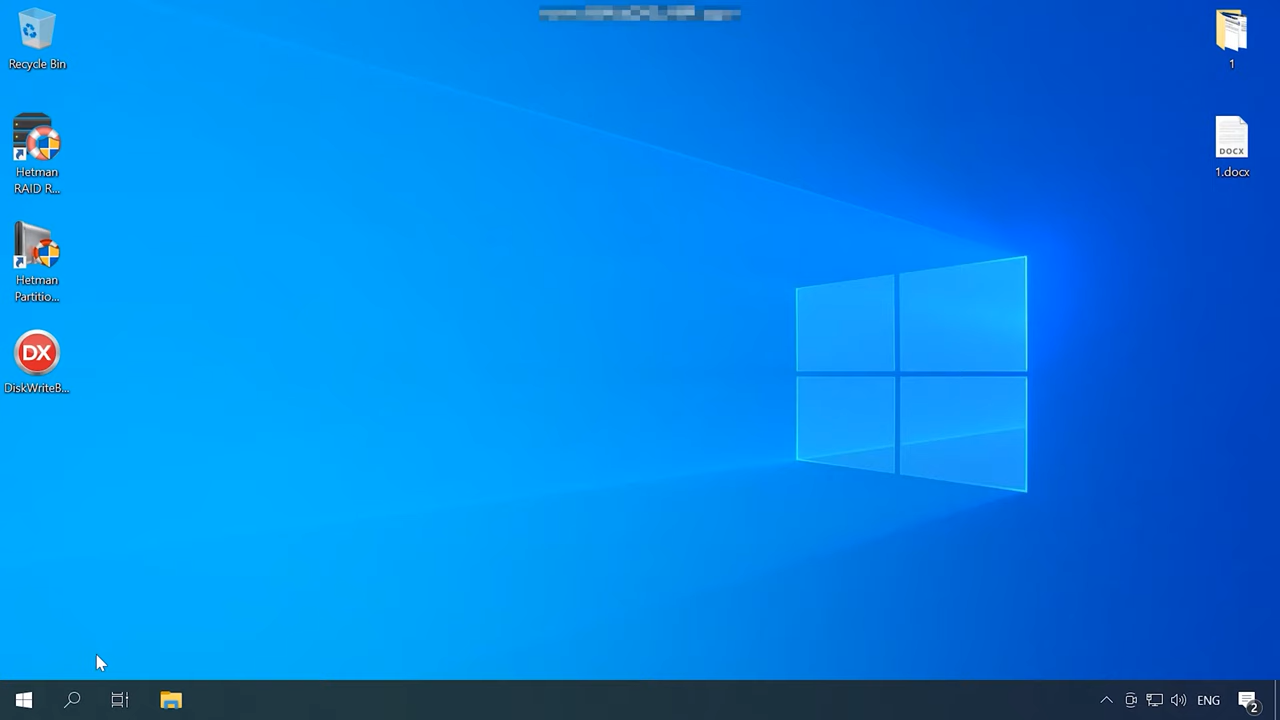 Recycle Bin
Hetman
RAID R...
Hetman
Partitio...
DX
DiskWriteB...
1
DOCX
1.docx
ENG
2